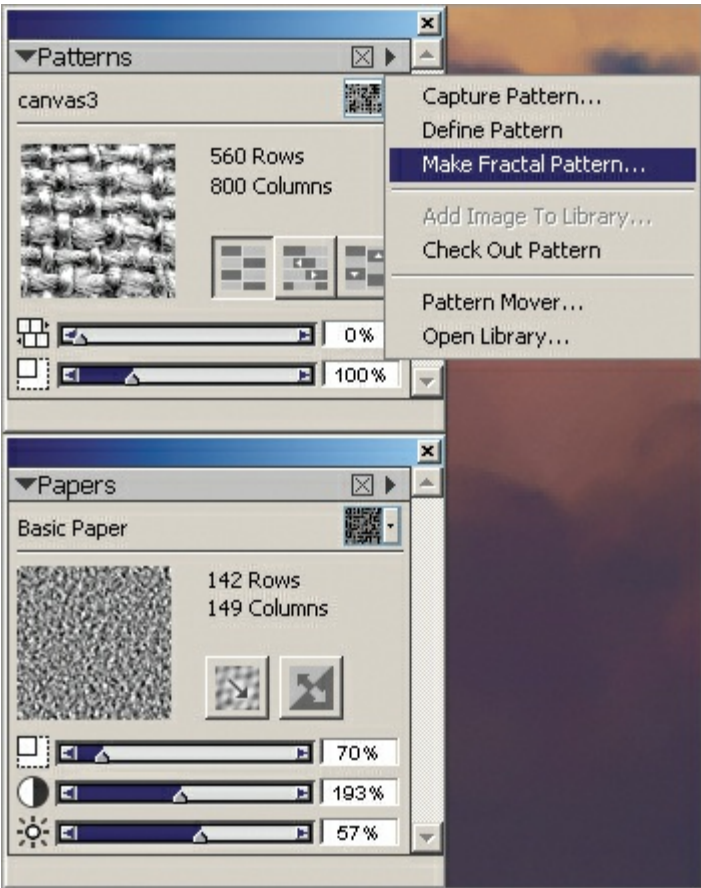 Patterns
canvas3
560 Rows
800 Columns
0%
100%
Capture Pattern...
Define Pattern
Make Fractal Pattern...
Add Image To Library...
Check Out Pattern
Pattern Mover...
Open Library...
Papers
Basic Paper
142 Rows
149 Columns
70%
193%
57%